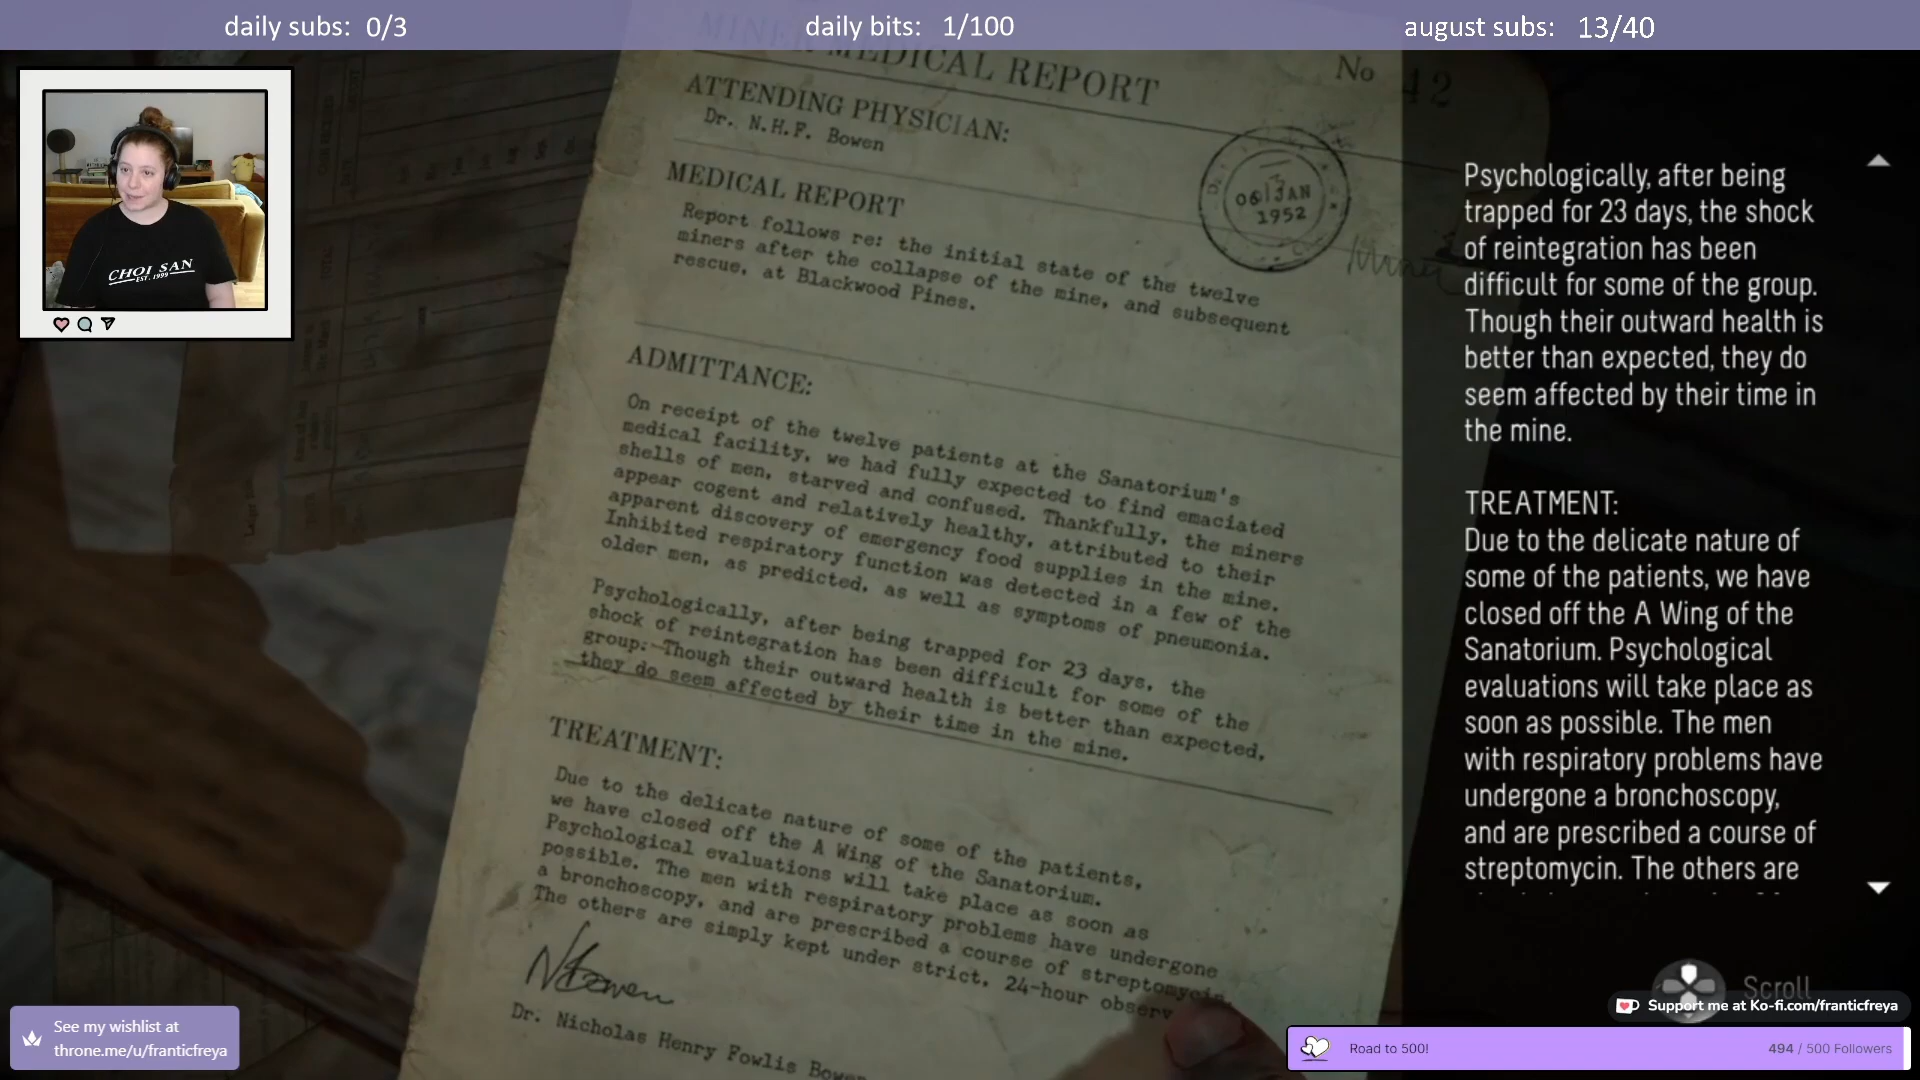 daily subs: 0/3
daily bits: 1/100
august subs: 13/40
MINER MEDICAL REPORT
No 42
ATTENDING PHYSICIAN:
Dr. N.H.F. Bowen
06 JAN
1952
MEDICAL REPORT
Report follows re: the initial state of the twelve
miners after the collapse of the mine, and subsequent
rescue, at Blackwood Pines.
ADMITTANCE:
On receipt of the twelve patients at the Sanatorium's
medical facility, we had fully expected to find emaciated
shells of men, starved and confused. Thankfully, the miners
appear cogent and relatively healthy, attributed to their
apparent discovery of emergency food supplies in the mine.
Inhibited respiratory function was detected in a few of the
older men, as predicted, as well as symptoms of pneumonia.
Psychologically, after being trapped for 23 days, the
shock of reintegration has been difficult for some of the
group. Though their outward health is better than expected,
they do seem affected by their time in the mine.
TREATMENT:
Due to the delicate nature of some of the patients,
we have closed off the A Wing of the Sanatorium.
Psychological evaluations will take place as soon as
possible. The men with respiratory problems have undergone
a bronchoscopy, and are prescribed a course of streptomycin.
The others are simply kept under strict, 24-hour observ
NHBowen
Dr. Nicholas Henry Fowlis Bowen
Psychologically, after being
trapped for 23 days, the shock
of reintegration has been
difficult for some of the group.
Though their outward health is
better than expected, they do
seem affected by their time in
the mine.
TREATMENT:
Due to the delicate nature of
some of the patients, we have
closed off the A Wing of the
Sanatorium. Psychological
evaluations will take place as
soon as possible. The men
with respiratory problems have
undergone a bronchoscopy,
and are prescribed a course of
streptomycin. The others are
Scroll
CHOI SAN
EST. 1999
See my wishlist at
throne.me/u/franticfreya
Support me at Ko-fi.com/franticfreya
Road to 500!
494 / 500 Followers